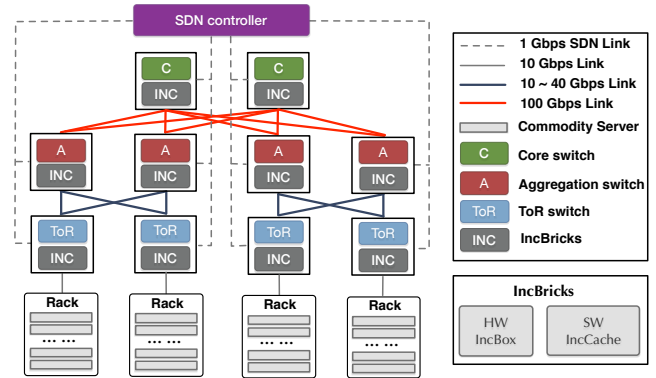 SDN controller
C
INC
C
INC
A
INC
A
INC
A
INC
A
INC
ToR
INC
ToR
INC
ToR
INC
ToR
INC
Rack
... ...
Rack
... ...
Rack
... ...
Rack
... ...
1 Gbps SDN Link
10 Gbps Link
10 ~ 40 Gbps Link
100 Gbps Link
Commodity Server
C Core switch
A Aggregation switch
ToR ToR switch
INC IncBricks
IncBricks
HW
IncBox
SW
IncCache